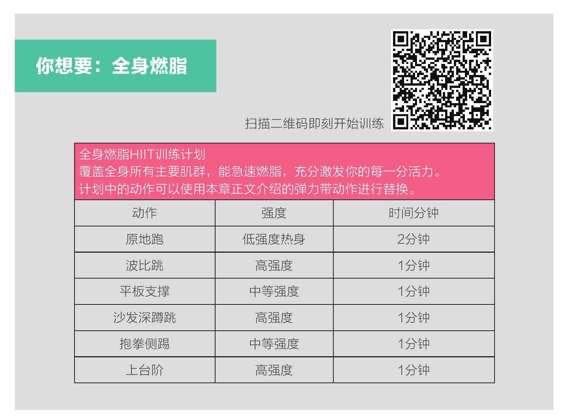 你想要：全身燃脂
扫描二维码即刻开始训练
全身燃脂HIIT训练计划
覆盖全身所有主要肌群，能急速燃脂，充分激发你的每一分活力。
计划中的动作可以使用本章正文介绍的弹力带动作进行替换。
动作 强度 时间分钟
原地跑 低强度热身 2分钟
波比跳 高强度 1分钟
平板支撑 中等强度 1分钟
沙发深蹲跳 高强度 1分钟
抱拳侧踢 中等强度 1分钟
上台阶 高强度 1分钟